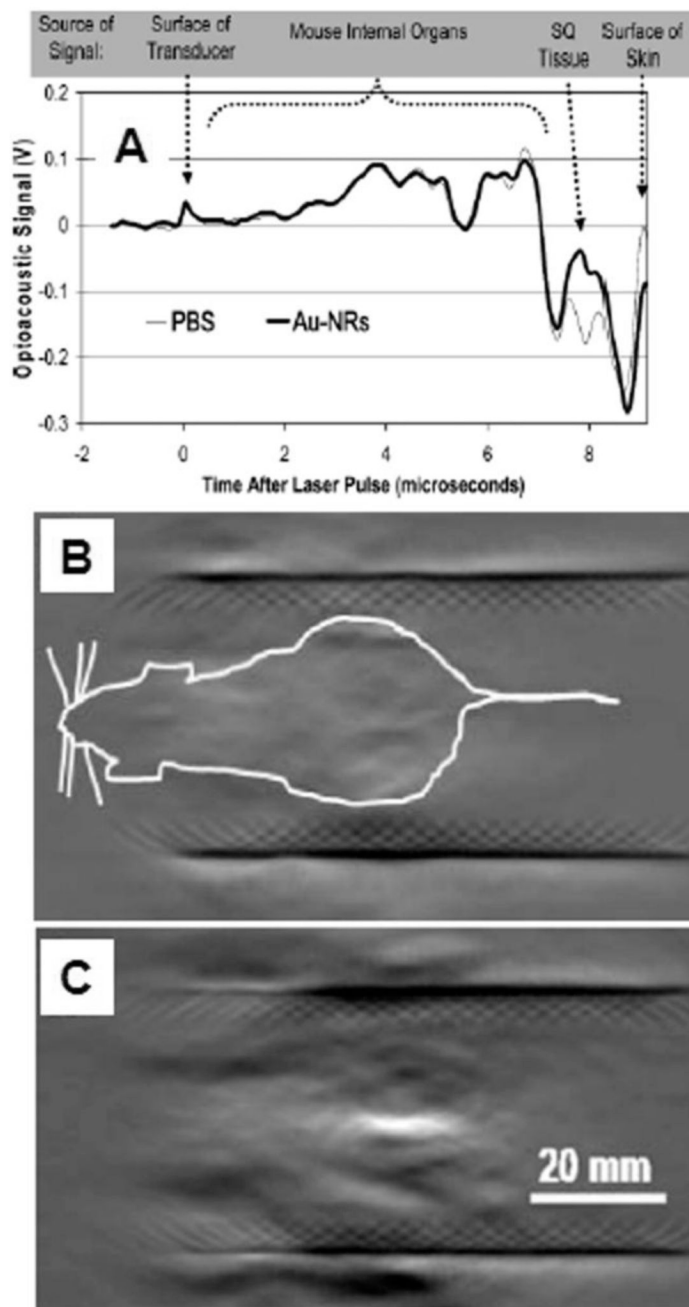 Source of Signal:
Surface of Transducer
Mouse Internal Organs
SQ Tissue
Surface of Skin
A
0.2
0.1
0
-0.1
-0.2
-0.3
Optoacoustic Signal (V)
PBS
Au-NRs
-2 0 2 4 6 8
Time After Laser Pulse (microseconds)
B
C
20 mm